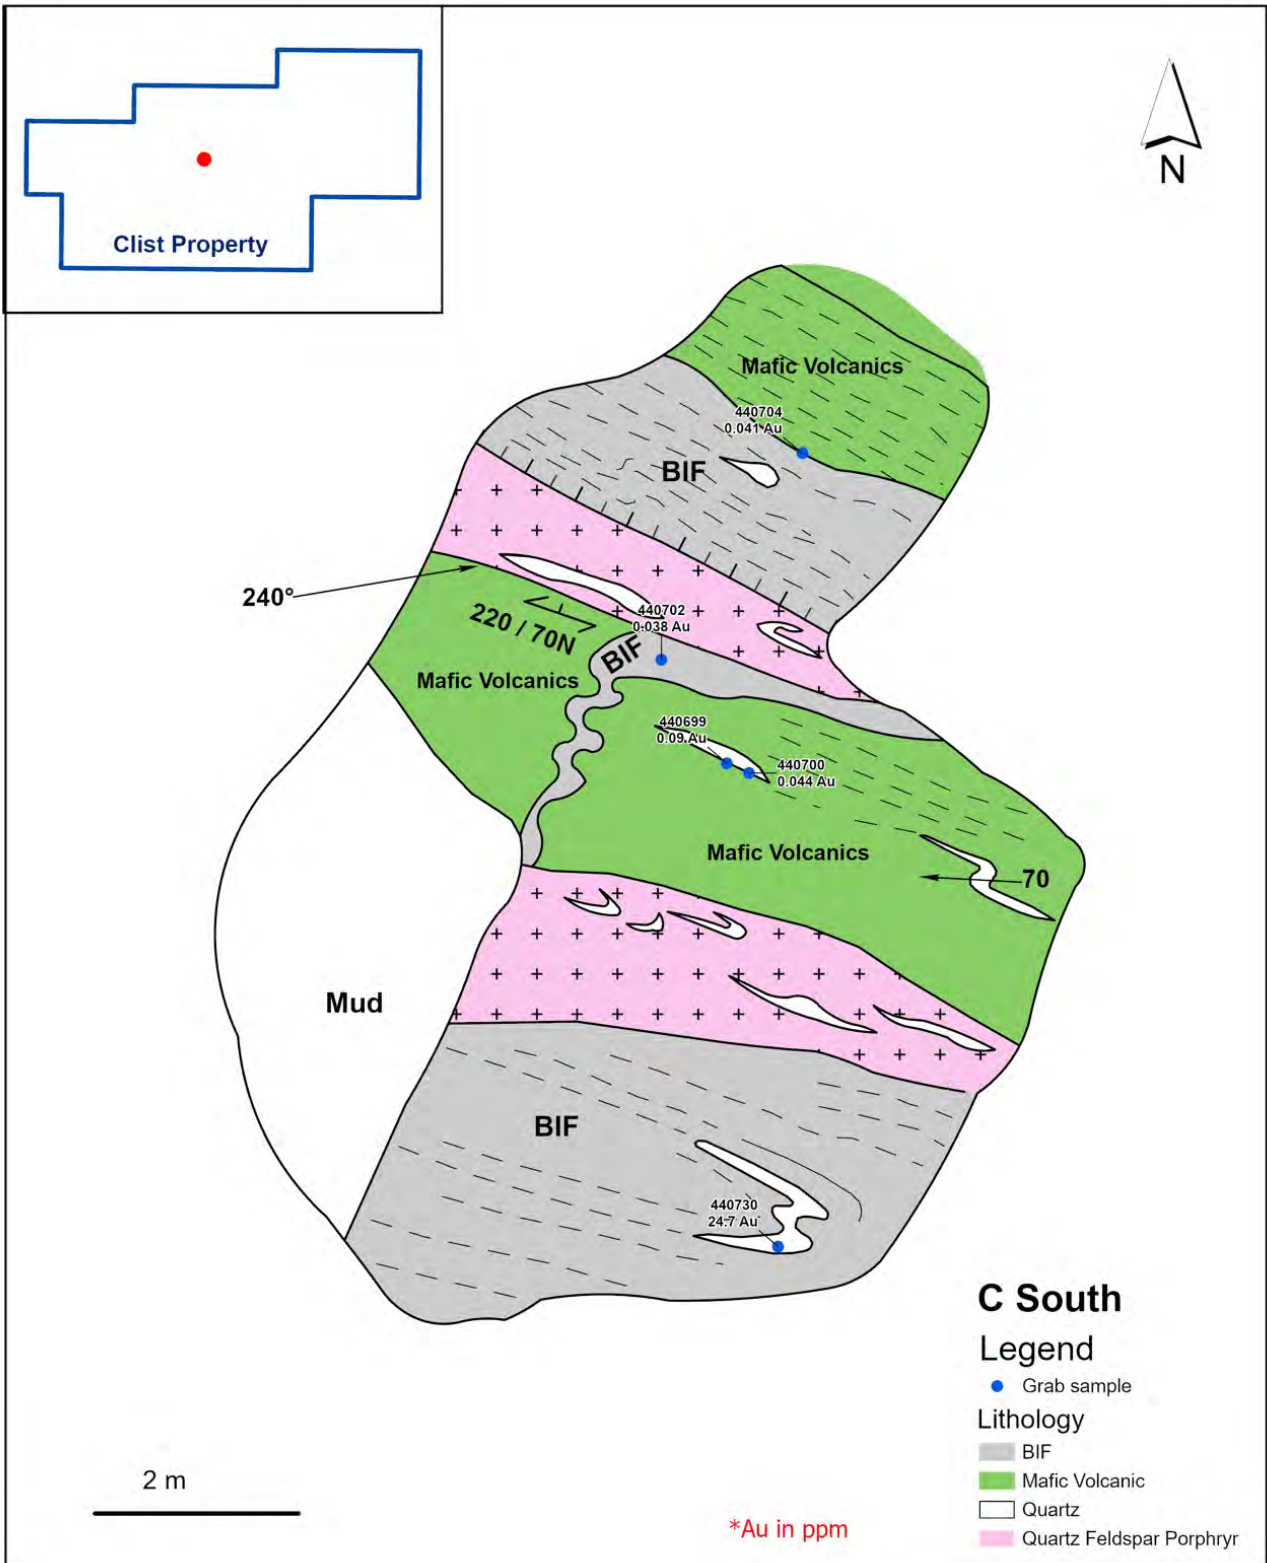 Clist Property
N
Mafic Volcanics
440704
0.041 Au
BIF
240°
220 / 70N
440702
0.038 Au
BIF
Mafic Volcanics
440699
0.09 Au
440700
0.044 Au
Mafic Volcanics
70
Mud
BIF
440730
24.7 Au
C South
Legend
Grab sample
Lithology
BIF
Mafic Volcanic
Quartz
Quartz Feldspar Porphryr
2 m
*Au in ppm